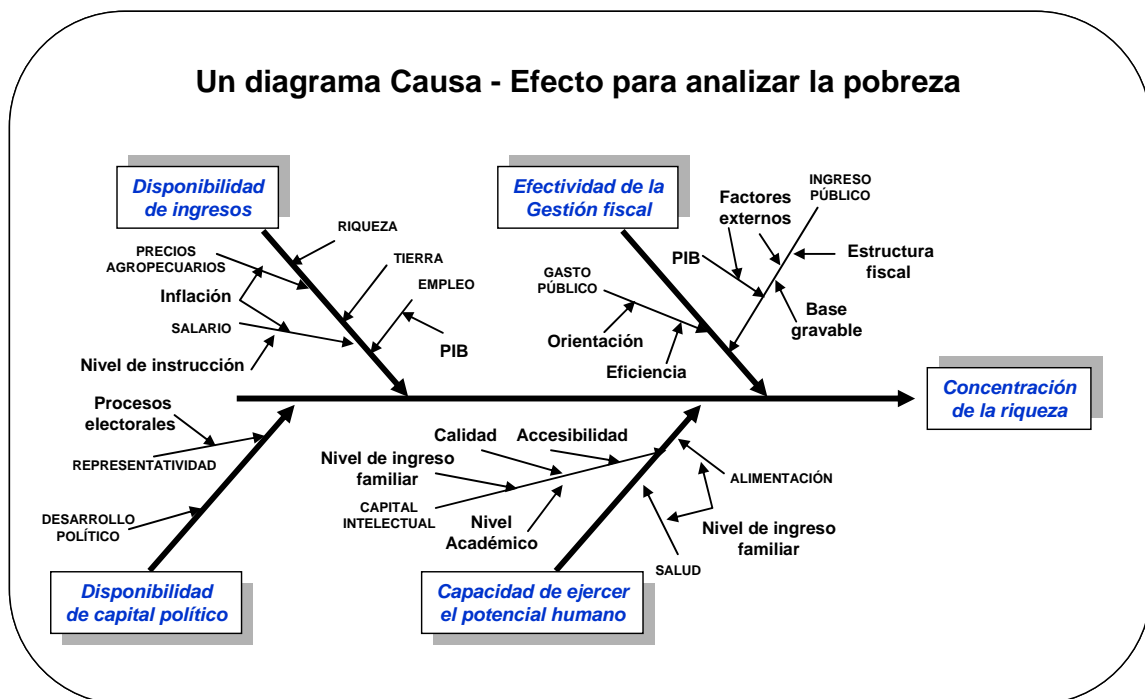 Un diagrama Causa - Efecto para analizar la pobreza
Disponibilidad
de ingresos
RIQUEZA
PRECIOS
AGROPECUARIOS
TIERRA
EMPLEO
Inflación
SALARIO
PIB
Nivel de instrucción
Efectividad de la
Gestión fiscal
INGRESO
PÚBLICO
Factores
externos
PIB
Estructura
fiscal
GASTO
PÚBLICO
Base
gravable
Orientación
Eficiencia
Concentración
de la riqueza
Procesos
electorales
REPRESENTATIVIDAD
DESARROLLO
POLÍTICO
Disponibilidad
de capital político
Calidad
Accesibilidad
Nivel de ingreso
familiar
CAPITAL
INTELECTUAL
Nivel
Académico
ALIMENTACIÓN
Nivel de ingreso
familiar
SALUD
Capacidad de ejercer
el potencial humano